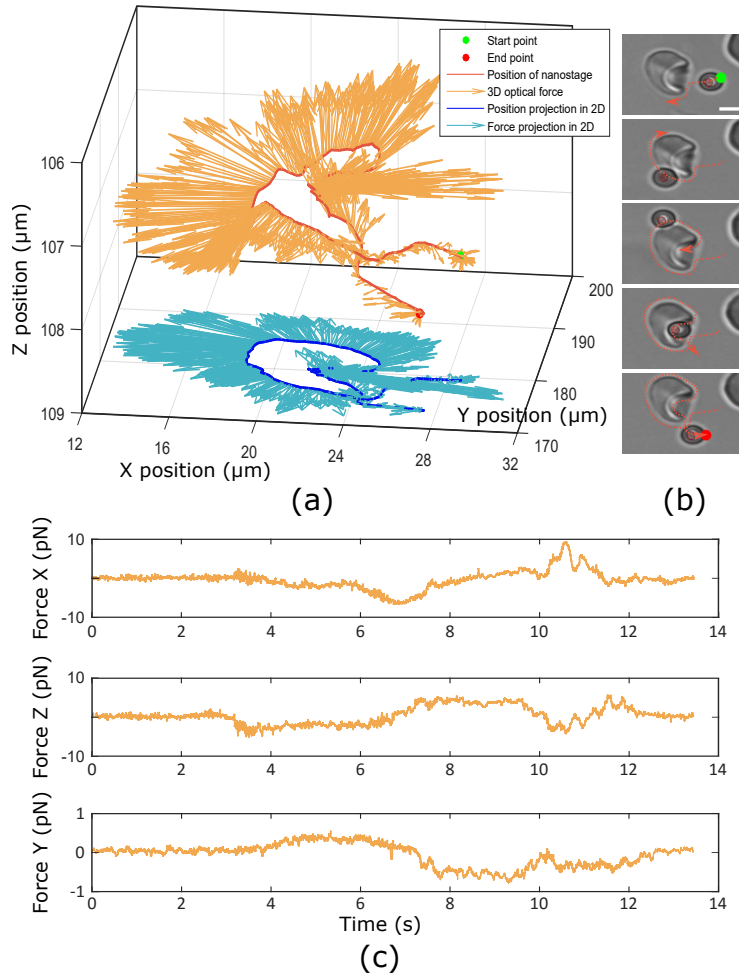 Start point
End point
Position of nanostage
3D optical force
Position projection in 2D
Force projection in 2D
106
107
108
109
Z position (µm)
12
16
20
24
28
32
X position (µm)
170
180
190
200
Y position (µm)
(a)
(b)
10
-10
Force X (pN)
0 2 4 6 8 10 12 14
10
-10
Force Z (pN)
0 2 4 6 8 10 12 14
1
0
-1
Force Y (pN)
0 2 4 6 8 10 12 14
Time (s)
(c)